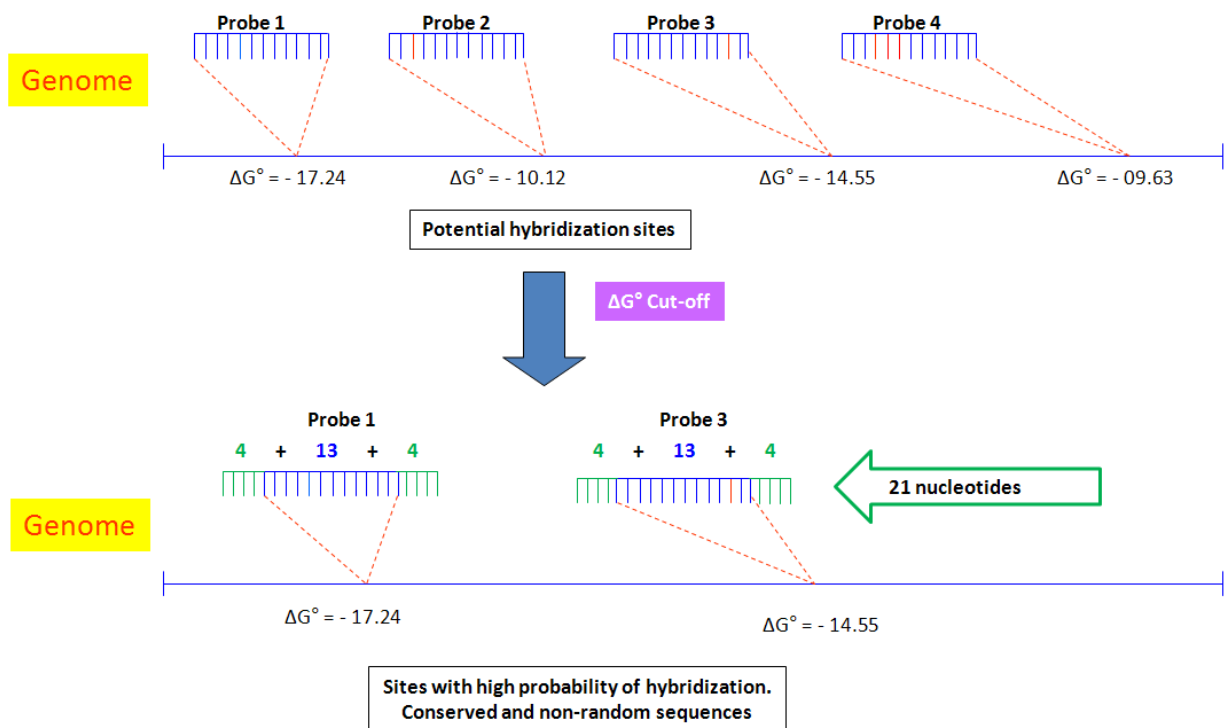 Probe 1
Probe 2
Probe 3
Probe 4
Genome
ΔG° = - 17.24
ΔG° = - 10.12
ΔG° = - 14.55
ΔG° = - 09.63
Potential hybridization sites
ΔG° Cut-off
Probe 1
Probe 3
4 + 13 + 4
4 + 13 + 4
21 nucleotides
Genome
ΔG° = - 17.24
ΔG° = - 14.55
Sites with high probability of hybridization.
Conserved and non-random sequences